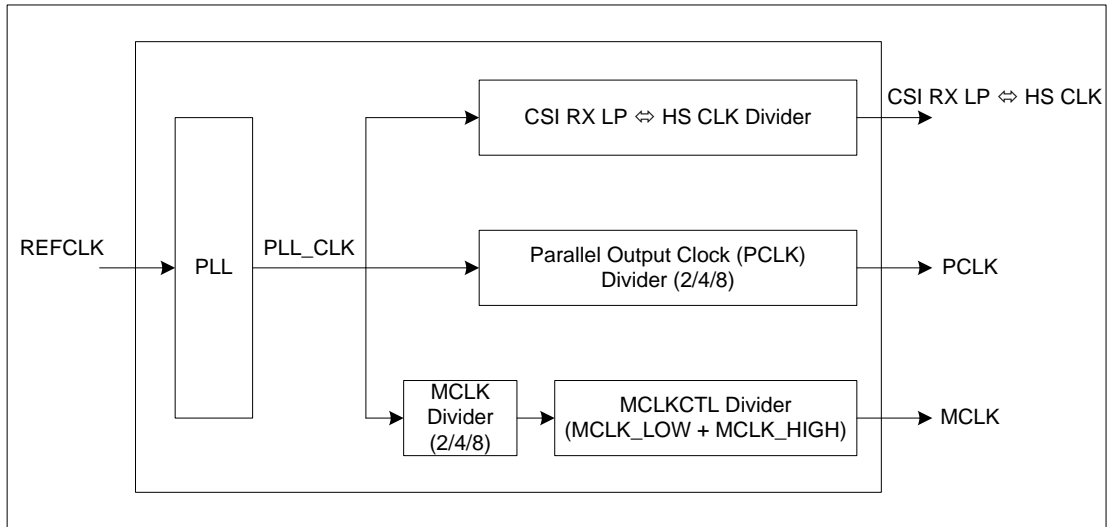 CSI RX LP ⇔ HS CLK Divider
CSI RX LP ⇔ HS CLK
REFCLK
PLL
PLL_CLK
Parallel Output Clock (PCLK)
Divider (2/4/8)
PCLK
MCLK
Divider
(2/4/8)
MCLKCTL Divider
(MCLK_LOW + MCLK_HIGH)
MCLK